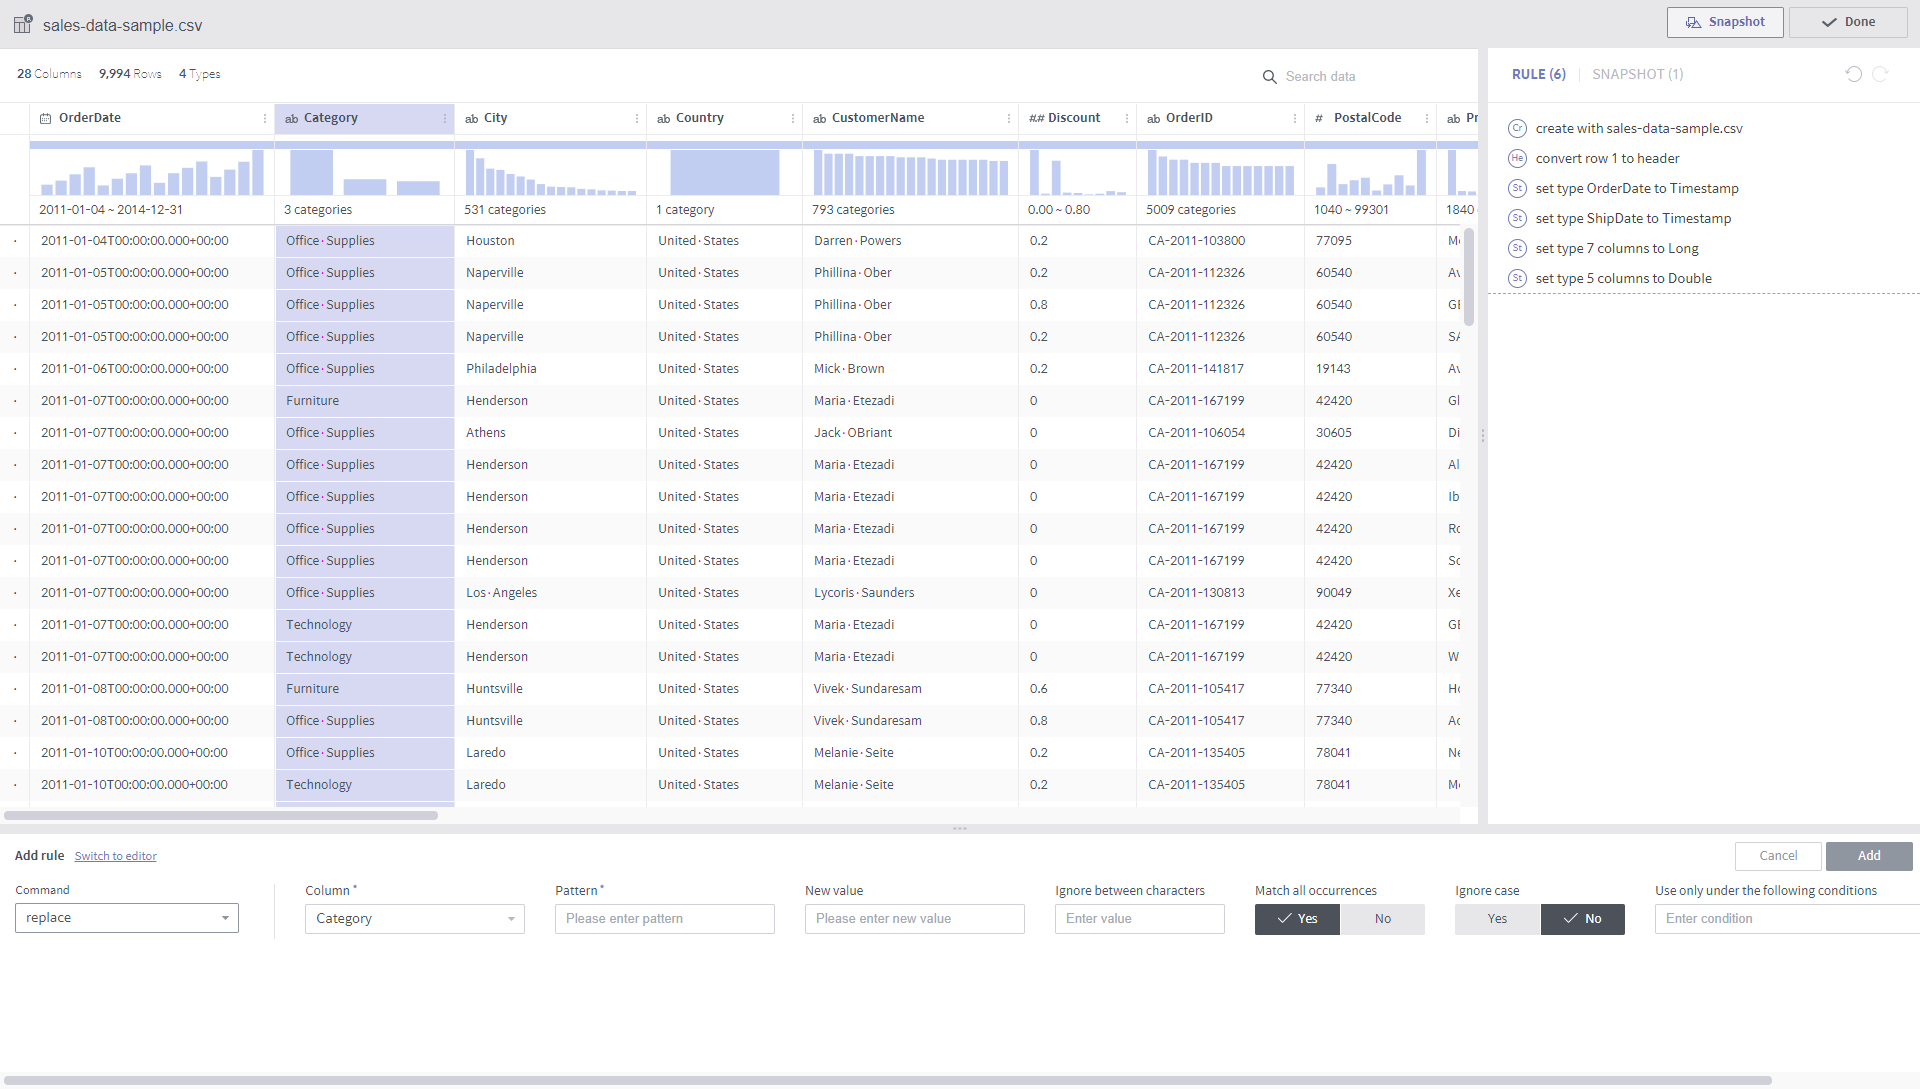 sales-data-sample.csv
Snapshot
Done
28 Columns 9,994 Rows 4 Types
Search data
RULE (6) SNAPSHOT (1)
OrderDate ab Category ab City ab Country ab CustomerName ## Discount ab OrderID # PostalCode ab Pr
2011-01-04 ~ 2014-12-31 3 categories 531 categories 1 category 793 categories 0.00 ~ 0.80 5009 categories 1040 ~ 99301 1840
2011-01-04T00:00:00.000+00:00 Office·Supplies Houston United·States Darren·Powers 0.2 CA-2011-103800 77095
2011-01-05T00:00:00.000+00:00 Office·Supplies Naperville United·States Phillina·Ober 0.2 CA-2011-112326 60540 Av
2011-01-05T00:00:00.000+00:00 Office·Supplies Naperville United·States Phillina·Ober 0.8 CA-2011-112326 60540
2011-01-05T00:00:00.000+00:00 Office·Supplies Naperville United·States Phillina·Ober 0.2 CA-2011-112326 60540
2011-01-06T00:00:00.000+00:00 Office·Supplies Philadelphia United·States Mick·Brown 0.2 CA-2011-141817 19143 Av
2011-01-07T00:00:00.000+00:00 Furniture Henderson United·States Maria·Etezadi 0 CA-2011-167199 42420 Gl
2011-01-07T00:00:00.000+00:00 Office·Supplies Athens United·States Jack·OBriant 0 CA-2011-106054 30605 Di
2011-01-07T00:00:00.000+00:00 Office·Supplies Henderson United·States Maria·Etezadi 0 CA-2011-167199 42420 Al
2011-01-07T00:00:00.000+00:00 Office·Supplies Henderson United·States Maria·Etezadi 0 CA-2011-167199 42420 Ib
2011-01-07T00:00:00.000+00:00 Office·Supplies Henderson United·States Maria·Etezadi 0 CA-2011-167199 42420 Ro
2011-01-07T00:00:00.000+00:00 Office·Supplies Henderson United·States Maria·Etezadi 0 CA-2011-167199 42420 So
2011-01-07T00:00:00.000+00:00 Office·Supplies Los·Angeles United·States Lycoris·Saunders 0 CA-2011-130813 90049 Xe
2011-01-07T00:00:00.000+00:00 Technology Henderson United·States Maria·Etezadi 0 CA-2011-167199 42420
2011-01-07T00:00:00.000+00:00 Technology Henderson United·States Maria·Etezadi 0 CA-2011-167199 42420 W
2011-01-08T00:00:00.000+00:00 Furniture Huntsville United·States Vivek·Sundaresam 0.6 CA-2011-105417 77340
2011-01-08T00:00:00.000+00:00 Office·Supplies Huntsville United·States Vivek·Sundaresam 0.8 CA-2011-105417 77340
2011-01-10T00:00:00.000+00:00 Office·Supplies Laredo United·States Melanie·Seite 0.2 CA-2011-135405 78041 Ne
2011-01-10T00:00:00.000+00:00 Technology Laredo United·States Melanie·Seite 0.2 CA-2011-135405 78041
Cr create with sales-data-sample.csv
He convert row 1 to header
St set type OrderDate to Timestamp
St set type ShipDate to Timestamp
St set type 7 columns to Long
St set type 5 columns to Double
Add rule Switch to editor
Cancel Add
Command Column * Pattern * New value Ignore between characters Match all occurrences Ignore case Use only under the following conditions
replace Category Please enter pattern Please enter new value Enter value Yes No Yes No Enter condition